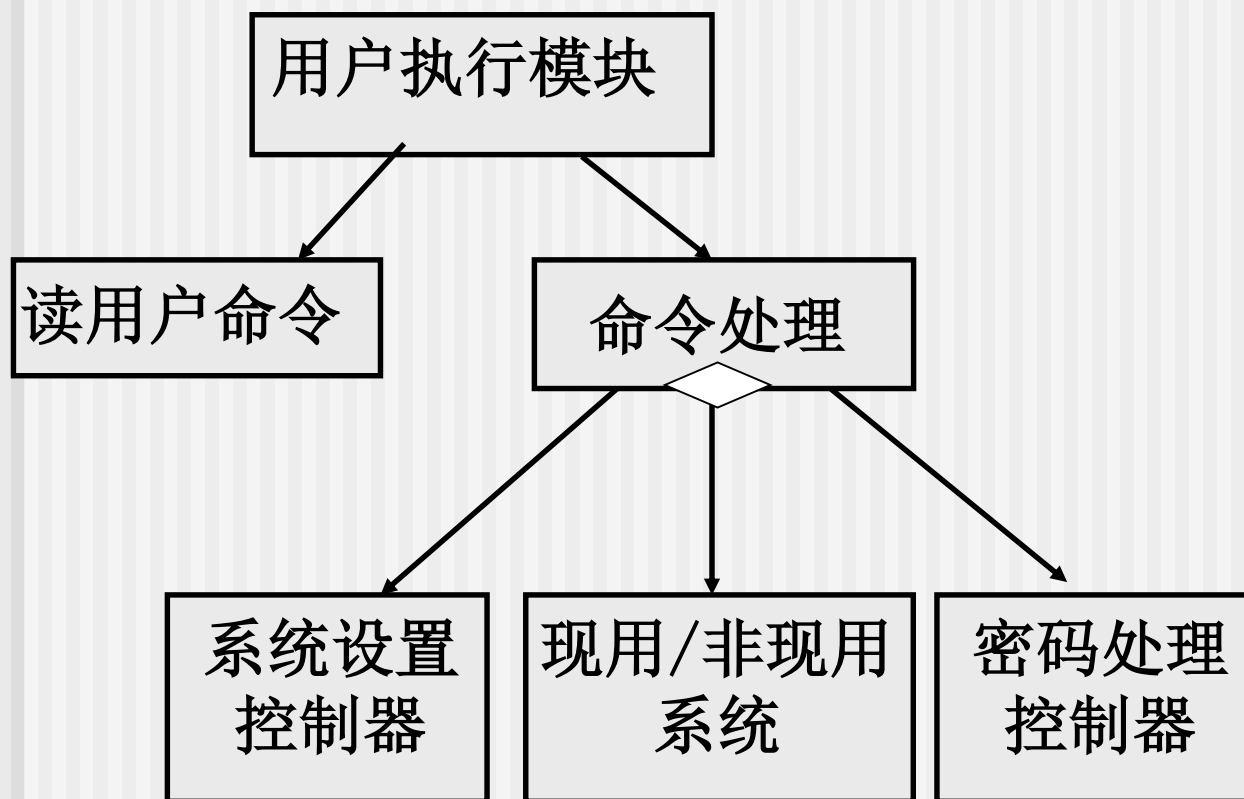 用户执行模块
读用户命令
命令处理
系统设置
控制器
现用/非现用
系统
密码处理
控制器